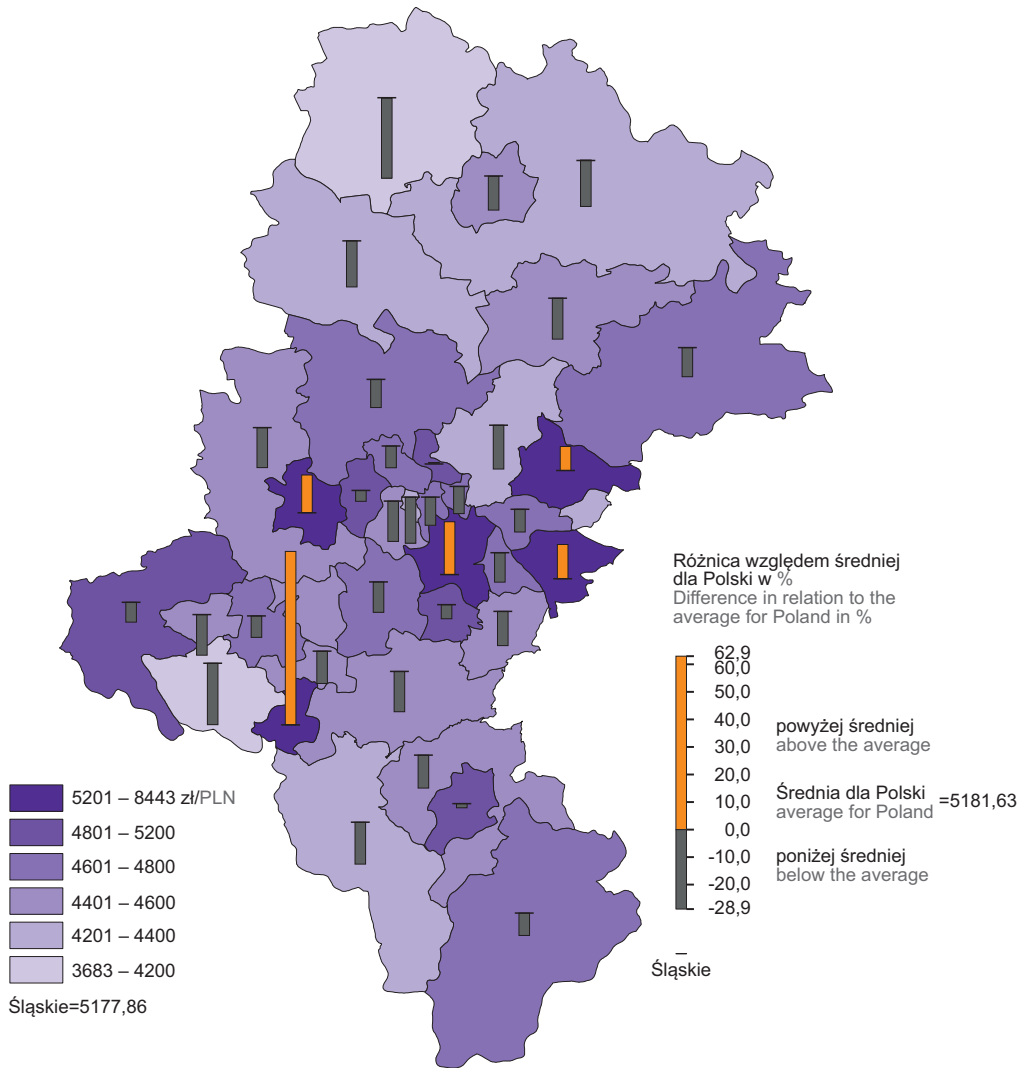 Różnica względem średniej
dla Polski w %
Difference in relation to the
average for Poland in %
62,9
60,0
50,0
40,0
30,0
20,0
10,0
0,0
-10,0
-20,0
-28,9
powyżej średniej
above the average
Średnia dla Polski
average for Poland =5181,63
poniżej średniej
below the average
Śląskie
5201 – 8443 zł/PLN
4801 – 5200
4601 – 4800
4401 – 4600
4201 – 4400
3683 – 4200
Śląskie=5177,86